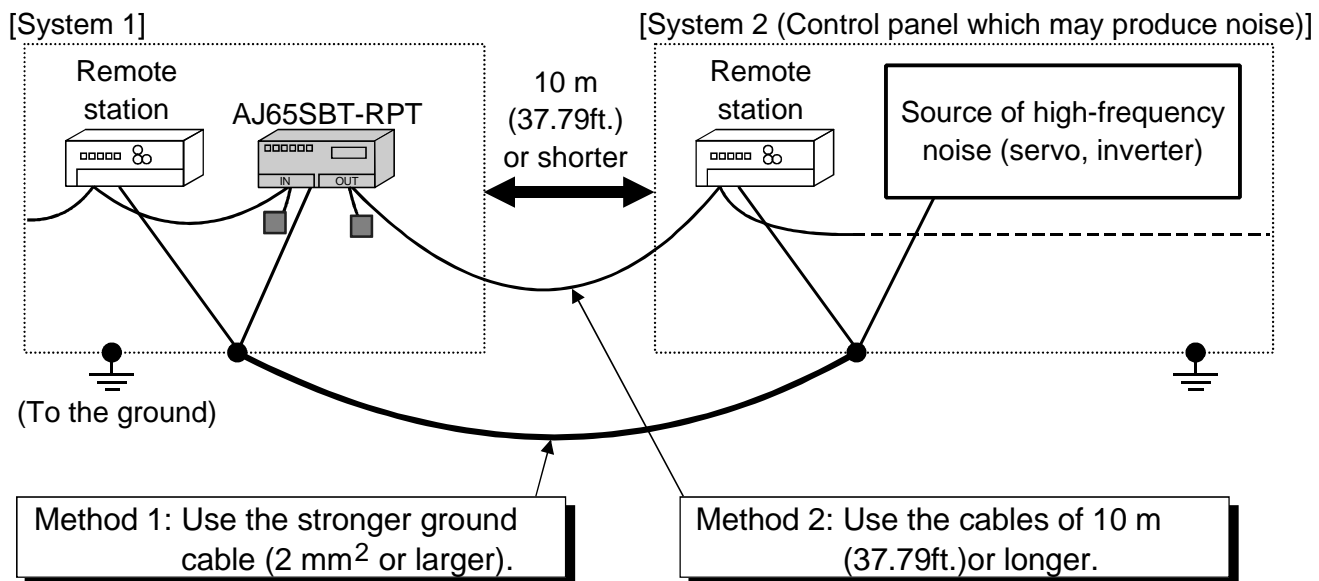 [System 1]
[System 2 (Control panel which may produce noise)]
Remote
station
AJ65SBT-RPT
IN
OUT
10 m
(37.79ft.)
or shorter
Remote
station
Source of high-frequency
noise (servo, inverter)
(To the ground)
Method 1: Use the stronger ground
cable (2 mm² or larger).
Method 2: Use the cables of 10 m
(37.79ft.)or longer.